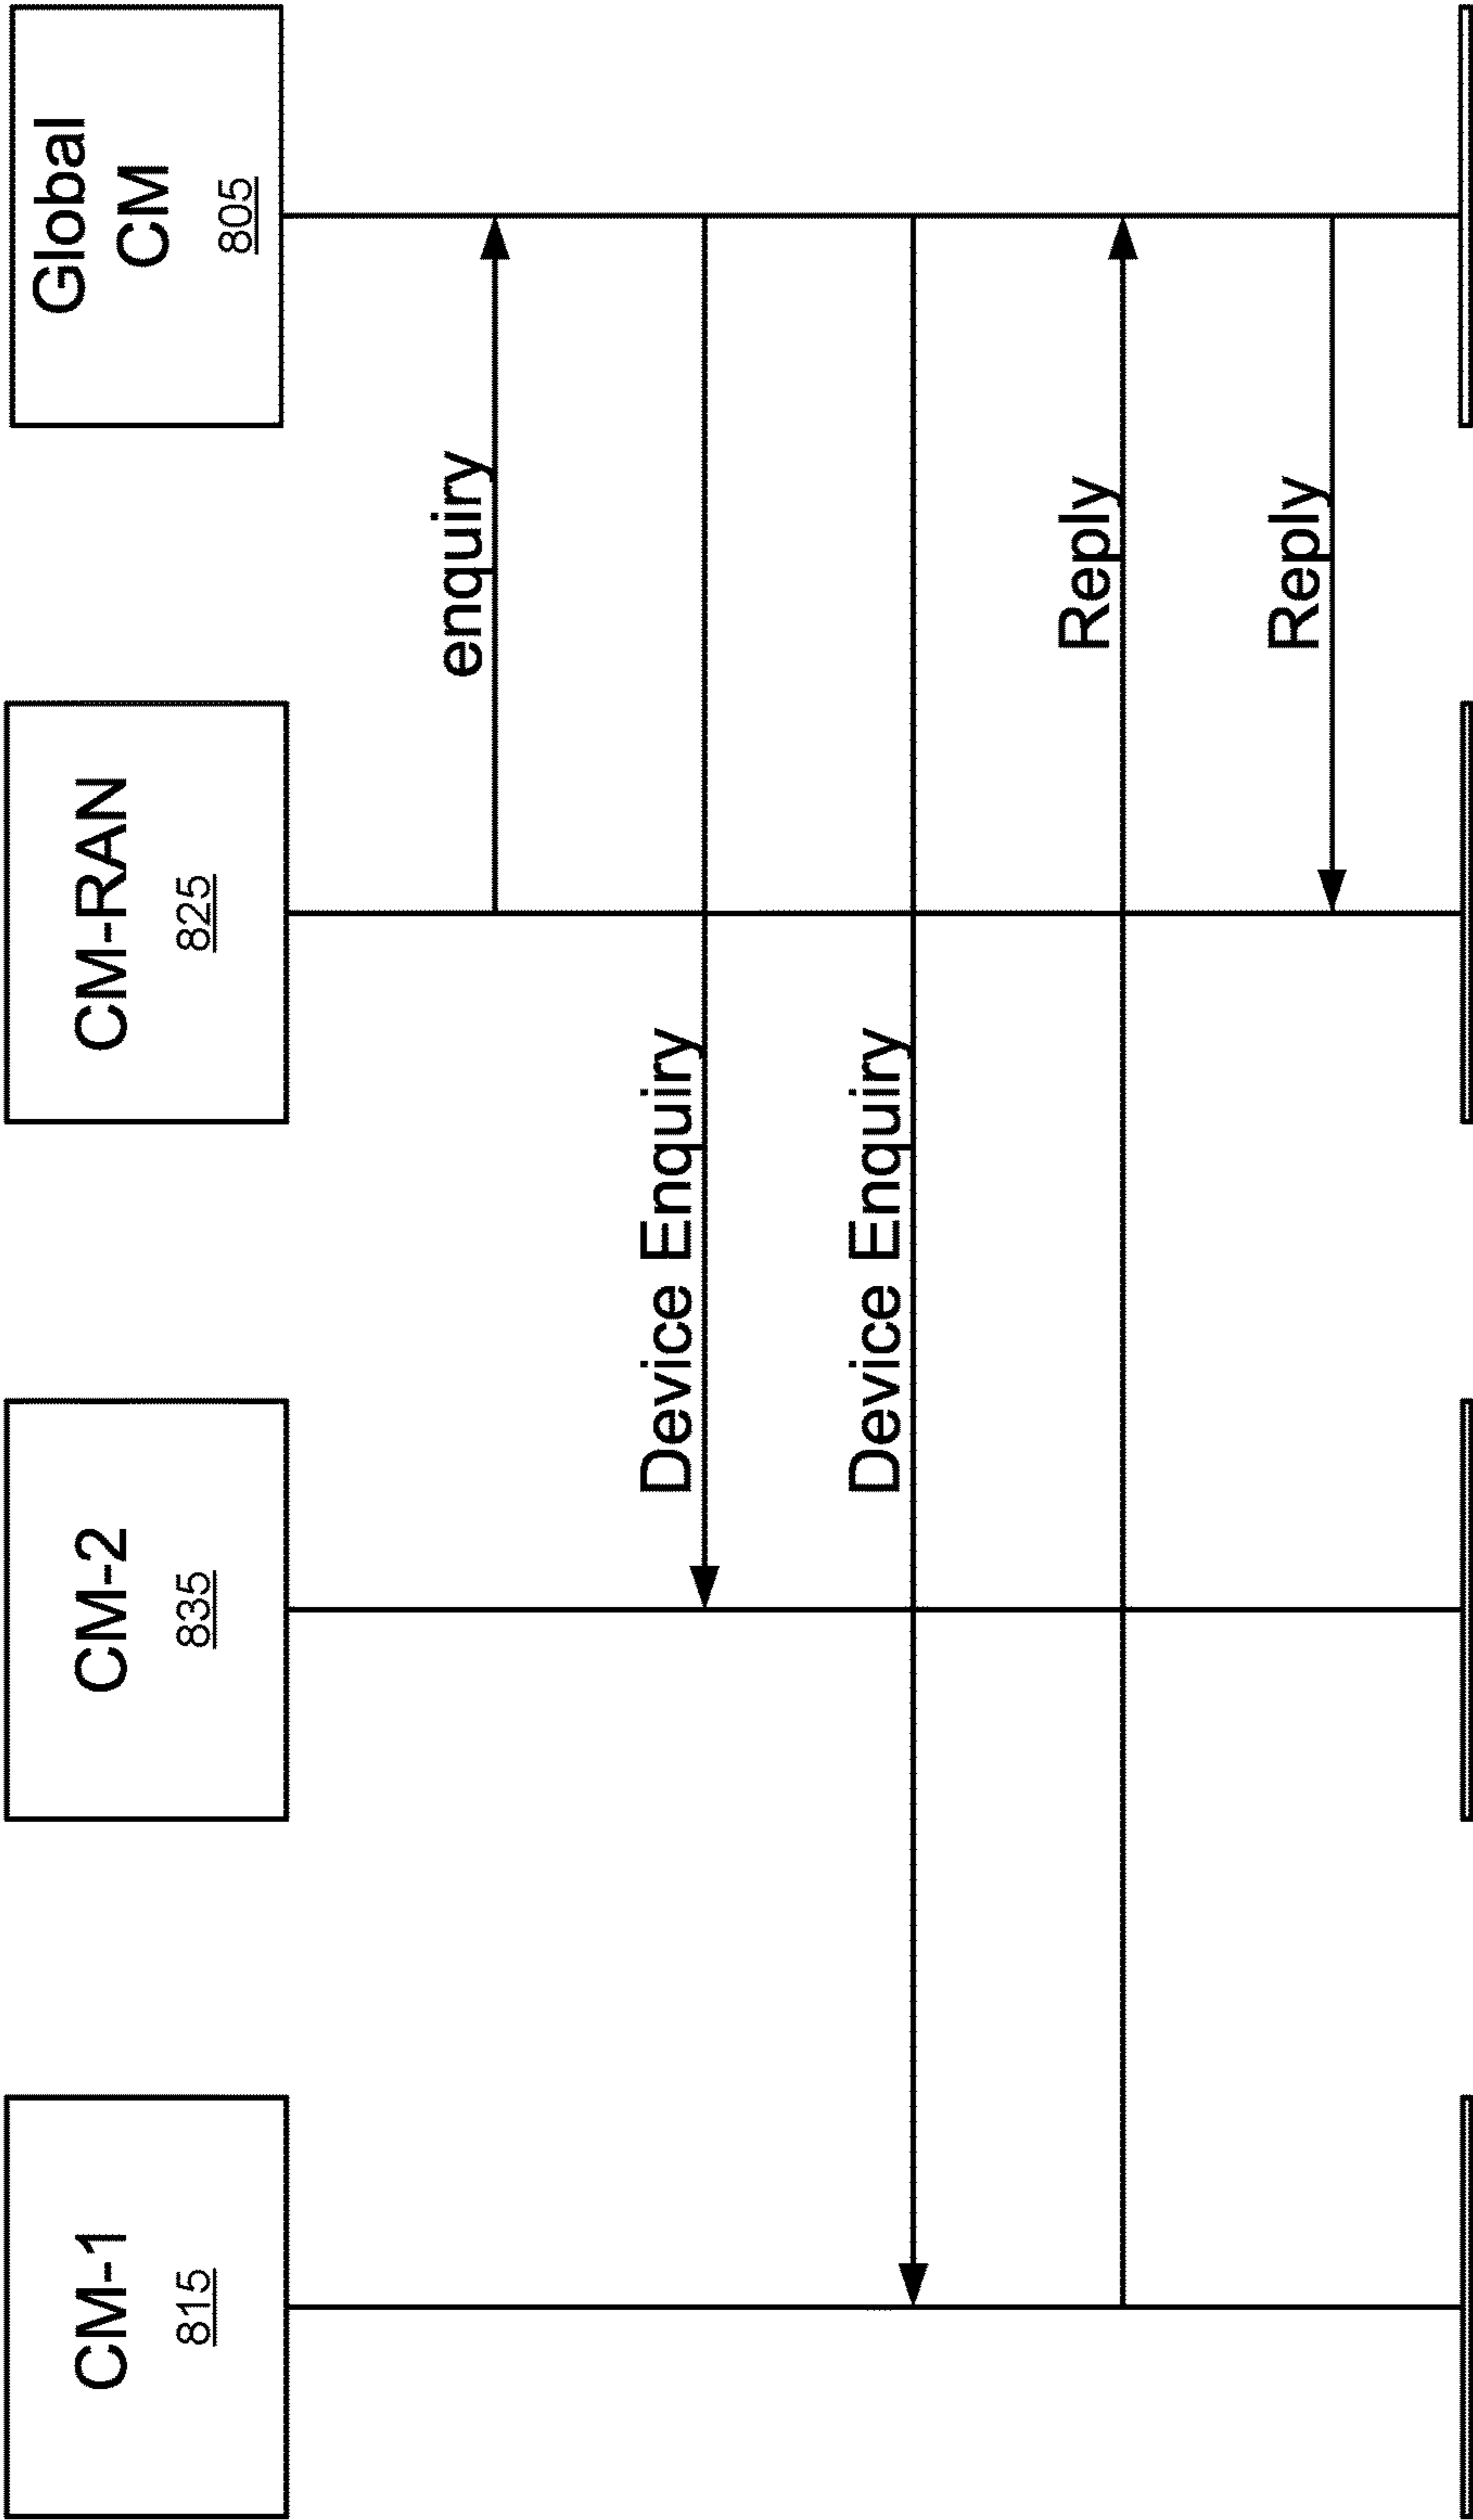 CM-1
815
CM-2
835
CM-RAN
825
Global
CM
805
enquiry
Device Enquiry
Device Enquiry
Reply
Reply